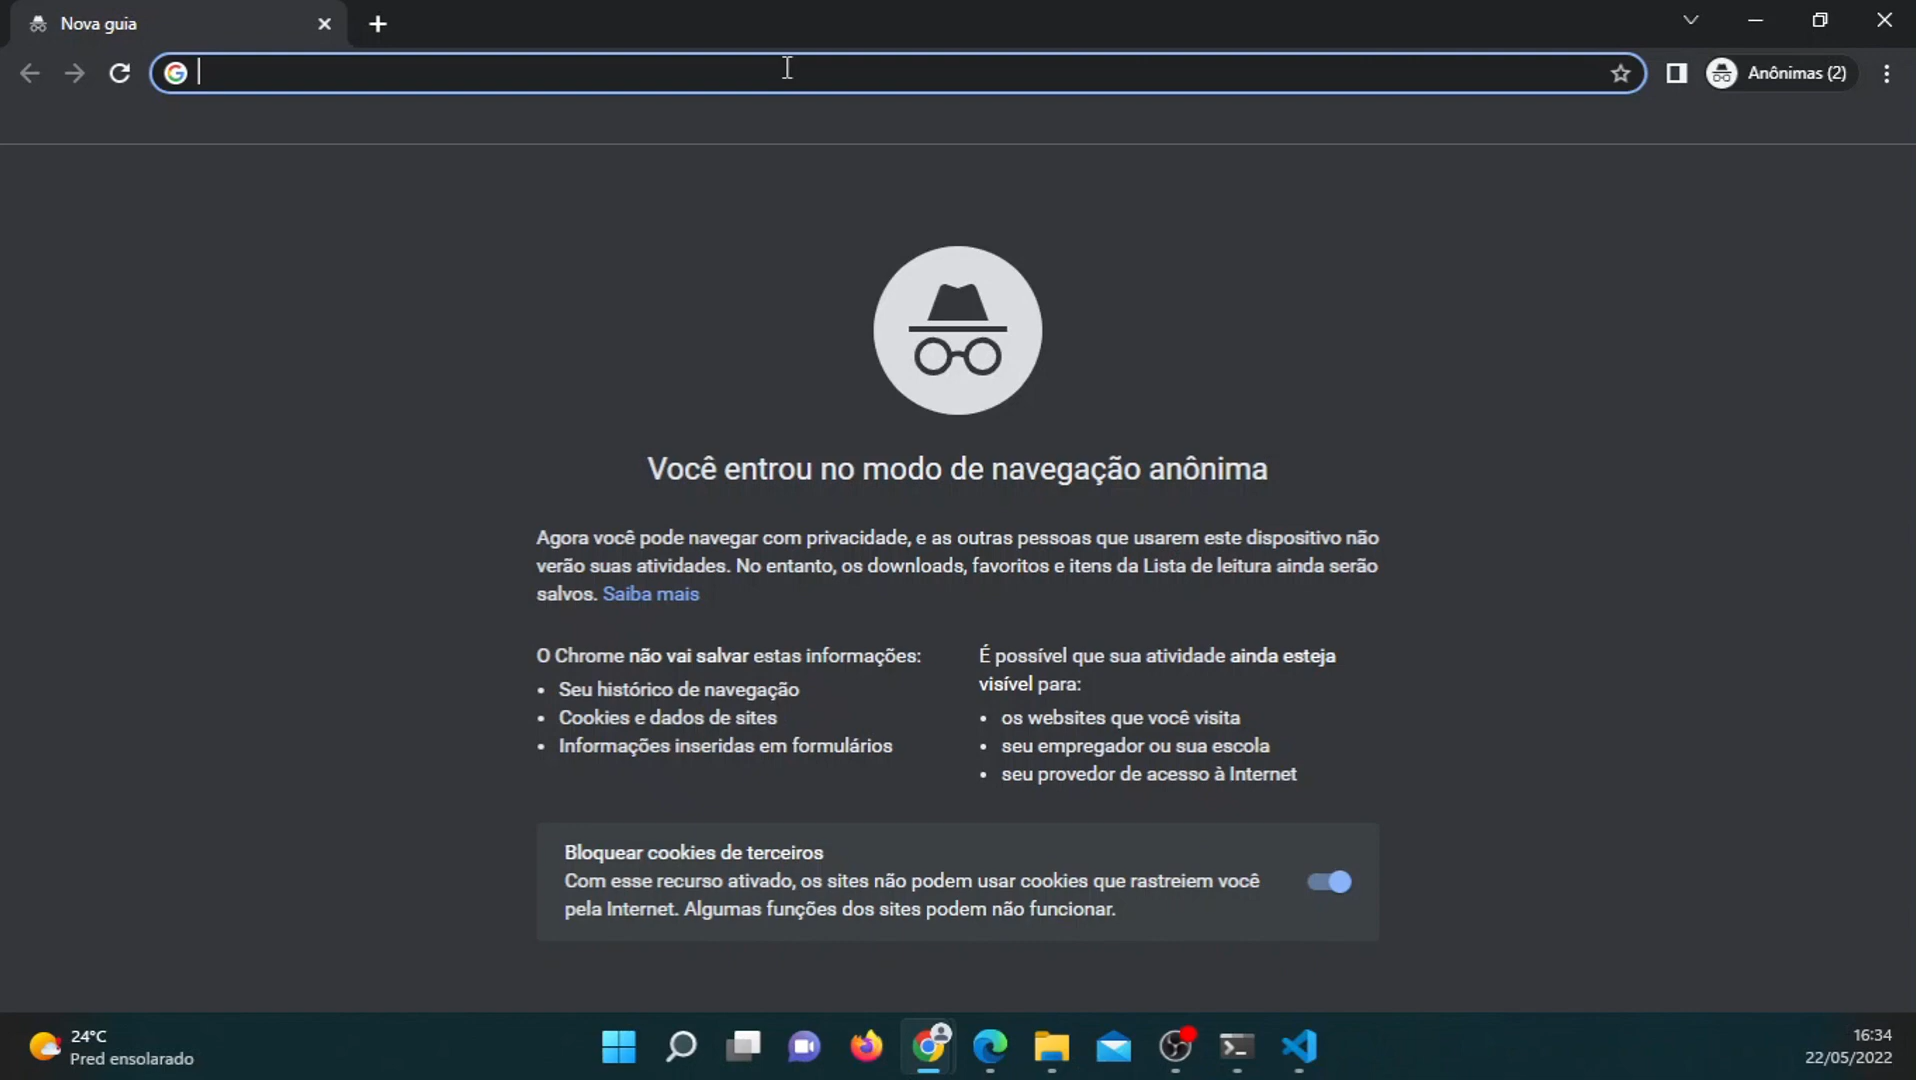 Nova guia
Anônimas (2)
Você entrou no modo de navegação anônima
Agora você pode navegar com privacidade, e as outras pessoas que usarem este dispositivo não
verão suas atividades. No entanto, os downloads, favoritos e itens da Lista de leitura ainda serão
salvos. Saiba mais
O Chrome não vai salvar estas informações:
• Seu histórico de navegação
• Cookies e dados de sites
• Informações inseridas em formulários
É possível que sua atividade ainda esteja
visível para:
• os websites que você visita
• seu empregador ou sua escola
• seu provedor de acesso à Internet
Bloquear cookies de terceiros
Com esse recurso ativado, os sites não podem usar cookies que rastreiem você
pela Internet. Algumas funções dos sites podem não funcionar.
24°C
Pred ensolarado
16:34
22/05/2022